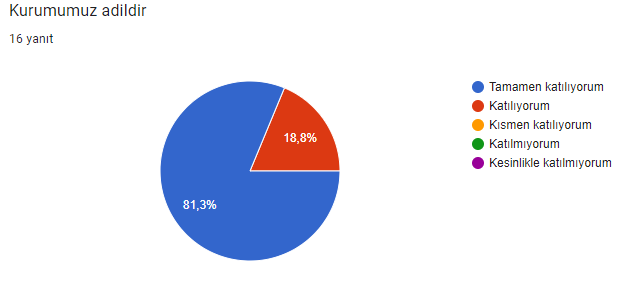 Kurumumuz adildir
16 yanıt
Tamamen katılıyorum
Katılıyorum
Kısmen katılıyorum
Katılmıyorum
Kesinlikle katılmıyorum
18,8%
81,3%